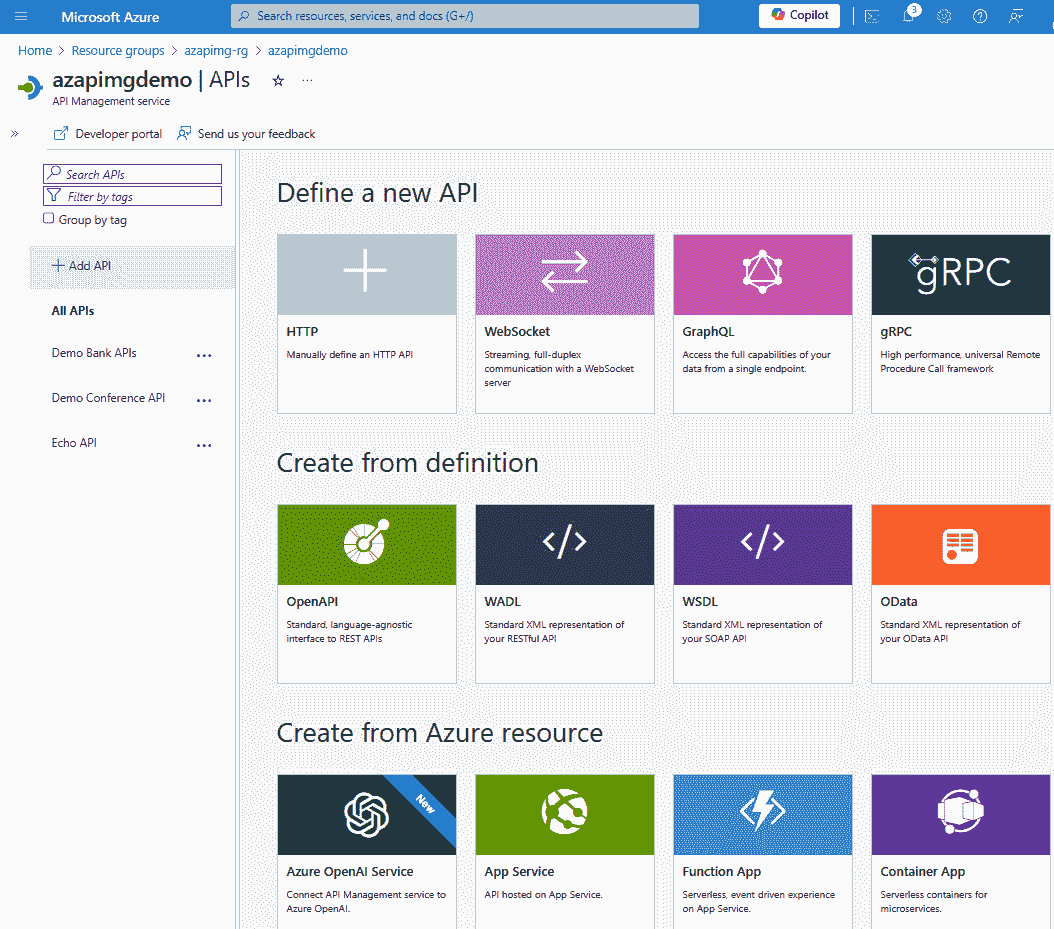 Microsoft Azure
Search resources, services, and docs (G+/)
Copilot
3
Home > Resource groups > azapimg-rg > azapimgdemo
azapimgdemo | APIs
API Management service
Developer portal
Send us your feedback
Search APIs
Filter by tags
Group by tag
+ Add API
All APIs
Demo Bank APIs
Demo Conference API
Echo API
Define a new API
HTTP
Manually define an HTTP API
WebSocket
Streaming, full-duplex
communication with a WebSocket
server
GraphQL
Access the full capabilities of your
data from a single endpoint.
gRPC
gRPC
High performance, universal Remote
Procedure Call framework
Create from definition
OpenAPI
Standard, language-agnostic
interface to REST APIs
WADL
Standard XML representation of
your RESTful API
WSDL
Standard XML representation of
your SOAP API
OData
Standard XML representation of
your OData API
Create from Azure resource
New
Azure OpenAI Service
Connect API Management service to
Azure OpenAI.
App Service
API hosted on App Service.
Function App
Serverless, event driven experience
on App Service.
Container App
Serverless containers for
microservices.